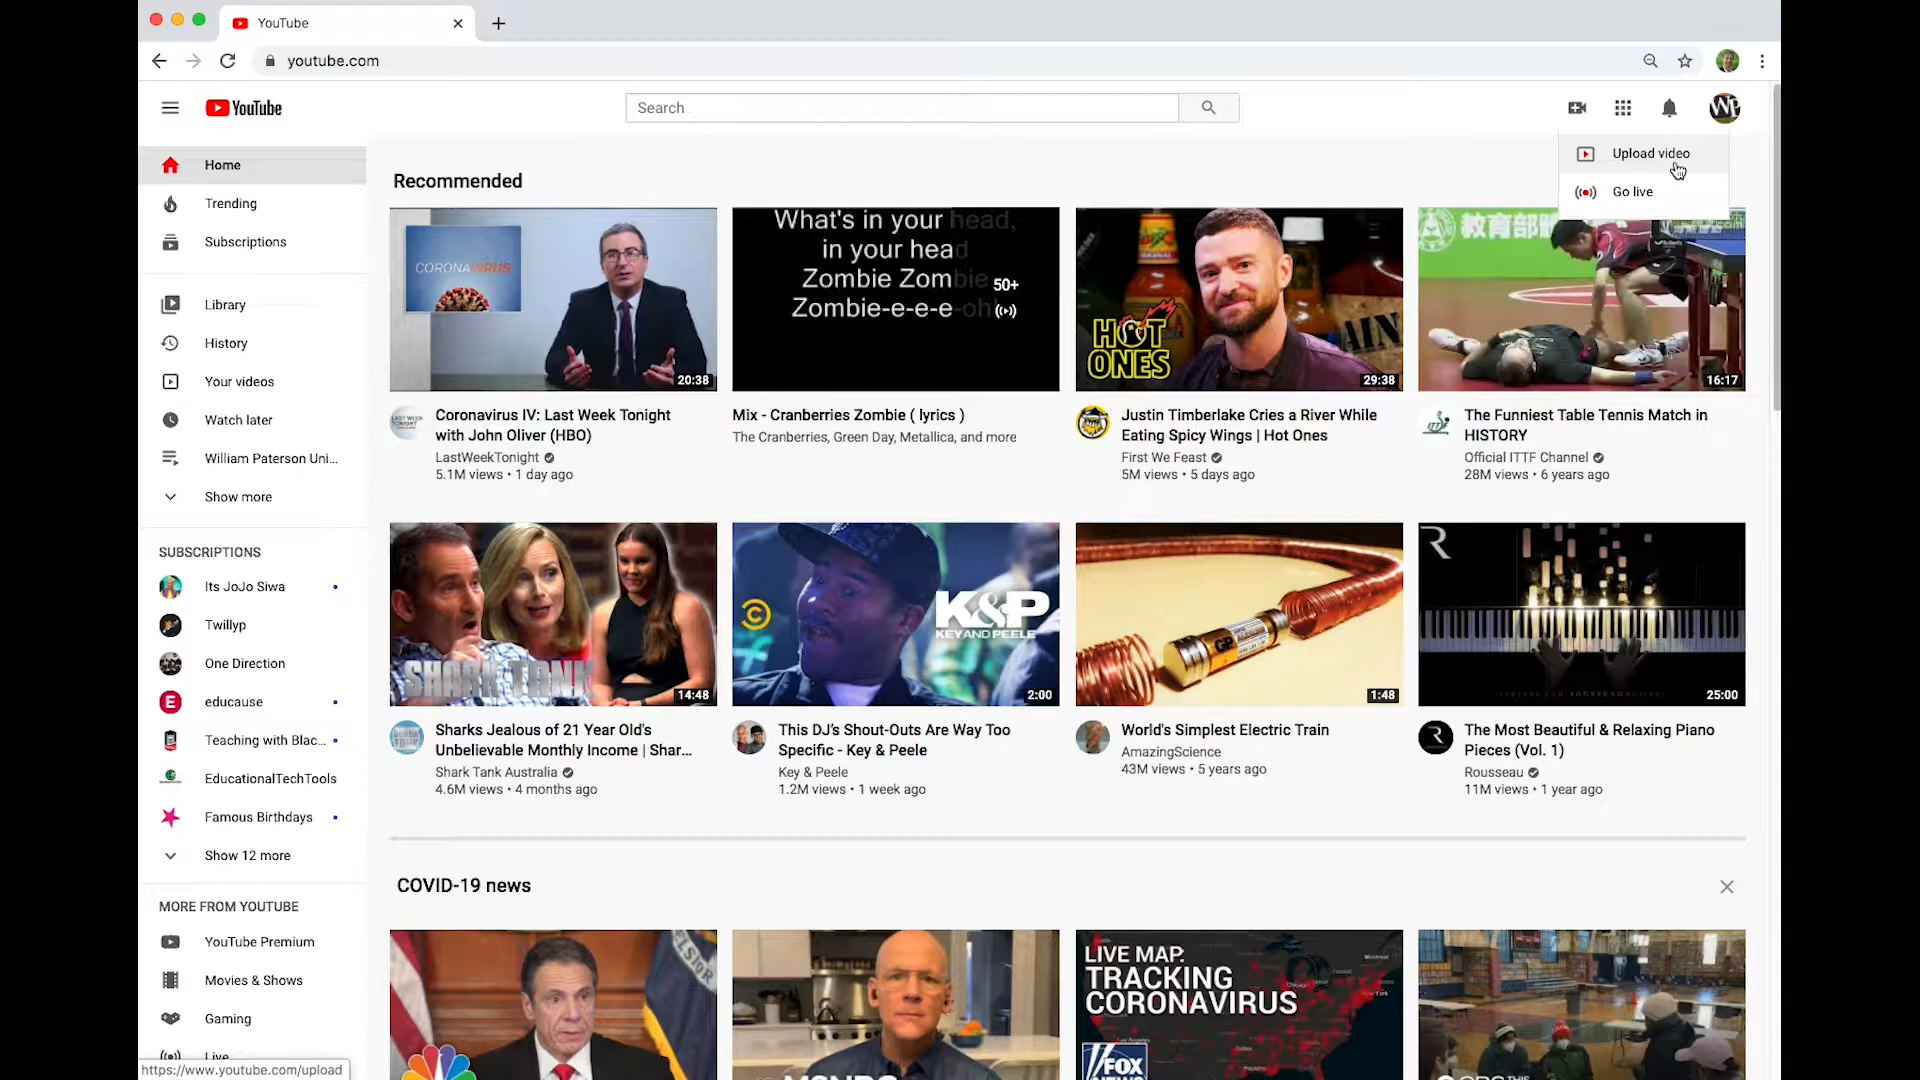 YouTube
youtube.com
YouTube
Search
Upload video
Go live
Home
Trending
Subscriptions
Library
History
Your videos
Watch later
William Paterson Uni...
Show more
SUBSCRIPTIONS
Its JoJo Siwa
Twillyp
One Direction
E
educause
Teaching with Blac...
EducationalTechTools
Famous Birthdays
Show 12 more
MORE FROM YOUTUBE
YouTube Premium
Movies & Shows
Gaming
Live
https://www.youtube.com/upload
Recommended
CORONAVIRUS
20:38
Coronavirus IV: Last Week Tonight
with John Oliver (HBO)
LastWeekTonight
5.1M views • 1 day ago
What's in your head,
in your head
Zombie Zombie
Zombie-e-e-e-oh
50+
Mix - Cranberries Zombie ( lyrics )
The Cranberries, Green Day, Metallica, and more
HOT
ONES
29:38
Justin Timberlake Cries a River While
Eating Spicy Wings | Hot Ones
First We Feast
5M views • 5 days ago
教育部
16:17
The Funniest Table Tennis Match in
HISTORY
Official ITTF Channel
28M views • 6 years ago
SHARK TANK
14:48
Sharks Jealous of 21 Year Old's
Unbelievable Monthly Income | Shar...
Shark Tank Australia
4.6M views • 4 months ago
K&P
KEY AND PEELE
2:00
This DJ's Shout-Outs Are Way Too
Specific - Key & Peele
Key & Peele
1.2M views • 1 week ago
GP
1:48
World's Simplest Electric Train
AmazingScience
43M views • 5 years ago
R
25:00
The Most Beautiful & Relaxing Piano
Pieces (Vol. 1)
Rousseau
11M views • 1 year ago
COVID-19 news
LIVE MAP:
TRACKING
CORONAVIRUS
FOX
NEWS
MSNBC